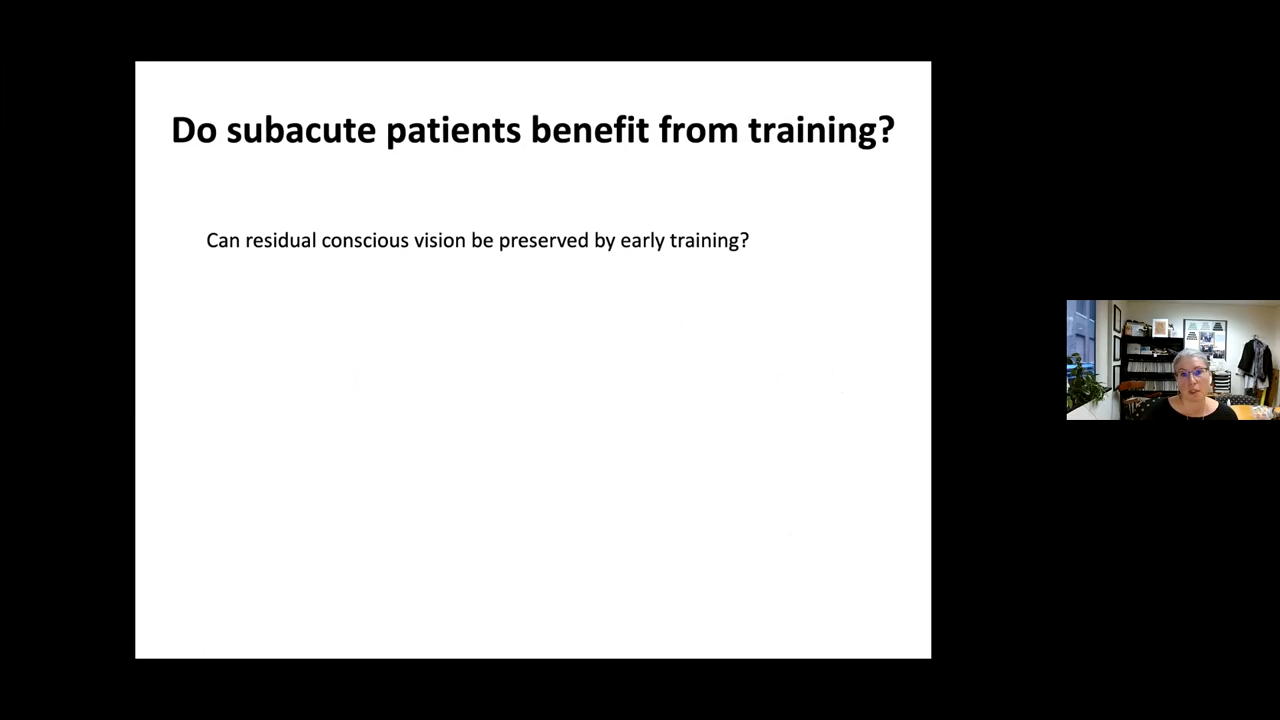 Do subacute patients benefit from training?
Can residual conscious vision be preserved by early training?